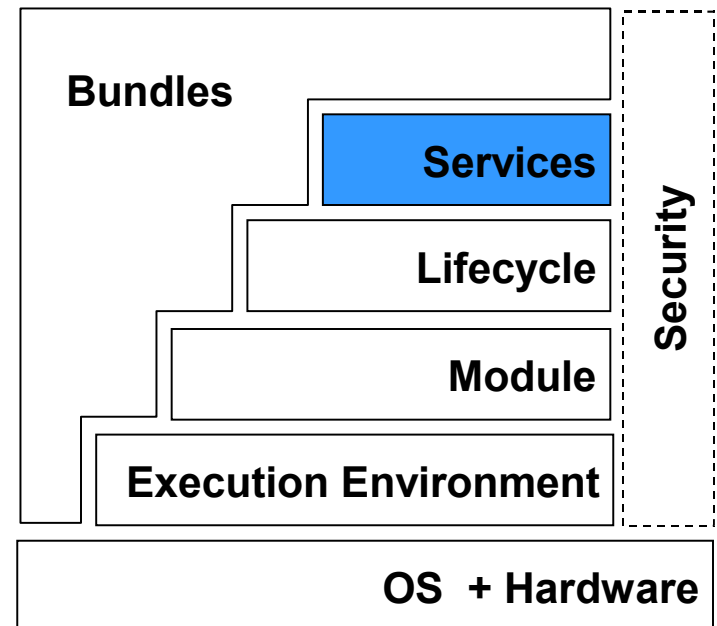 Bundles
Services
Lifecycle
Module
Execution Environment
Security
OS + Hardware